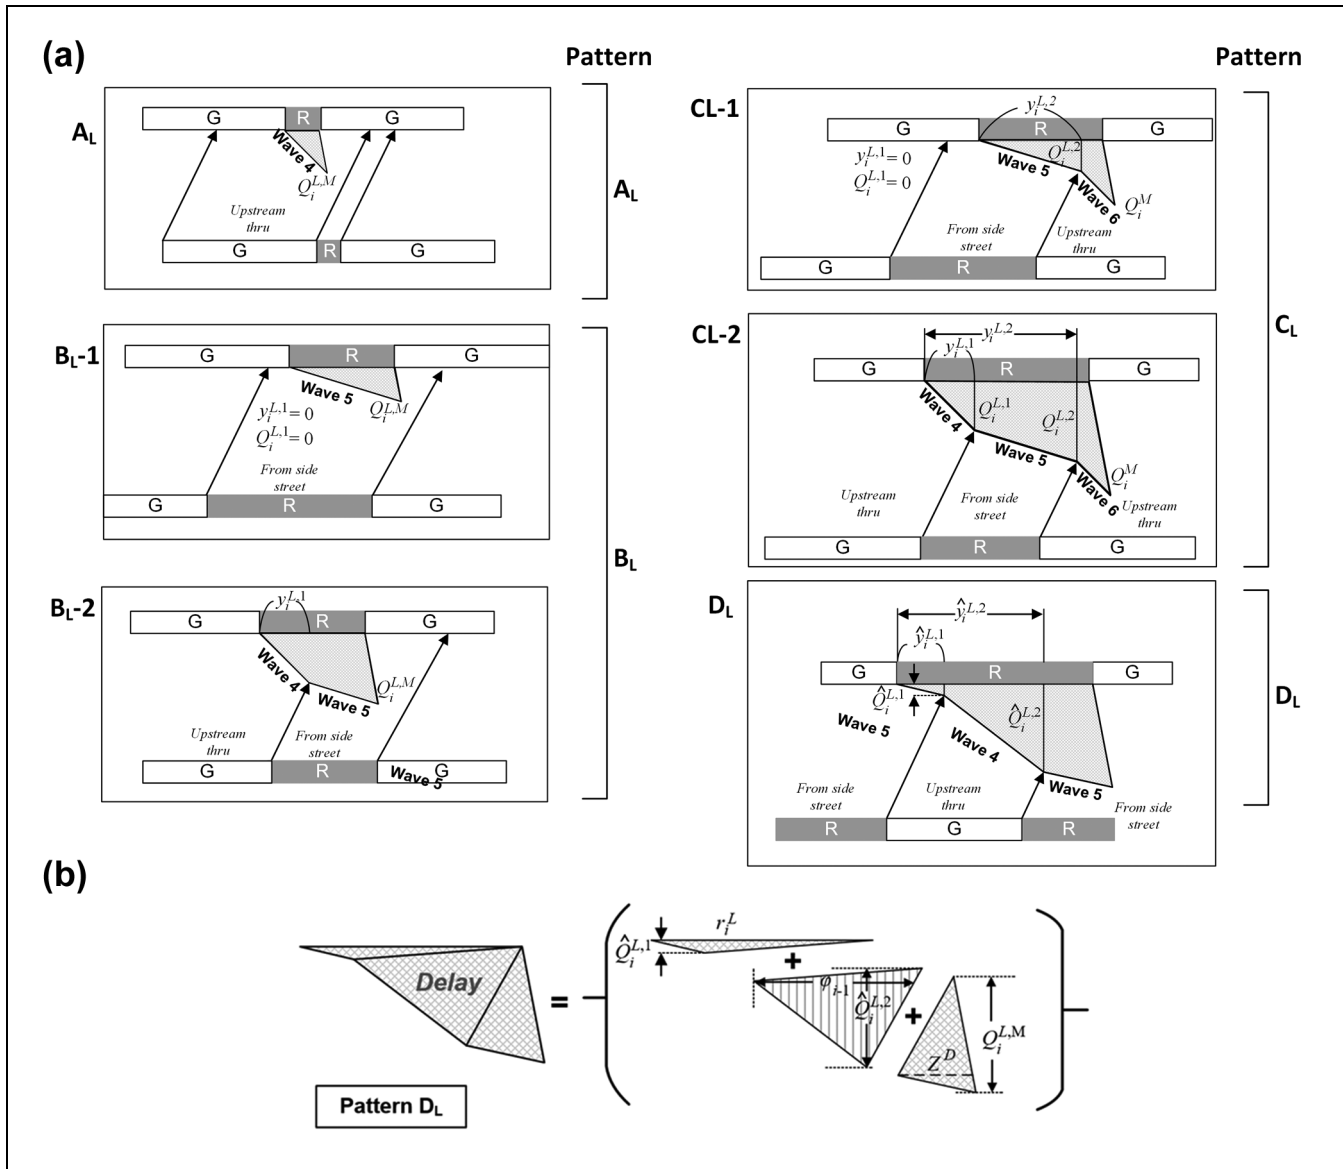 (a)
Pattern
Pattern
A_L
G R G
Wave 4
Q_i^{L,M}
Upstream
thru
G R G
A_L
B_L-1
G R G
Wave 5
Q_i^{L,M}
y_i^{L,1}= 0
Q_i^{L,1}= 0
From side
street
G R G
B_L-2
y_i^{L,1}
G R G
Wave 4
Wave 5
Q_i^{L,M}
Upstream
thru
From side
street
G R G
Wave 5
B_L
CL-1
y_i^{L,2}
G R G
y_i^{L,1}= 0
Q_i^{L,1}= 0
Q_i^{L,2}
Wave 5
Wave 6
Q_i^M
From side
street
Upstream
thru
G R G
CL-2
y_i^{L,2}
y_i^{L,1}
G R G
Q_i^{L,1}
Q_i^{L,2}
Wave 4
Wave 5
Wave 6
Q_i^M
Upstream
thru
From side
street
Upstream
thru
G R G
C_L
D_L
ŷ_i^{L,2}
ŷ_i^{L,1}
G R G
Q̂_i^{L,1}
Q̂_i^{L,2}
Wave 5
Wave 4
Wave 5
From side
street
Upstream
thru
From side
street
R G R
D_L
(b)
Delay
=
Q̂_i^{L,1}
r_i^L
+
φ_{i-1}
Q̂_i^{L,2}
+
Z^D
Q_i^{L,M}
Pattern D_L